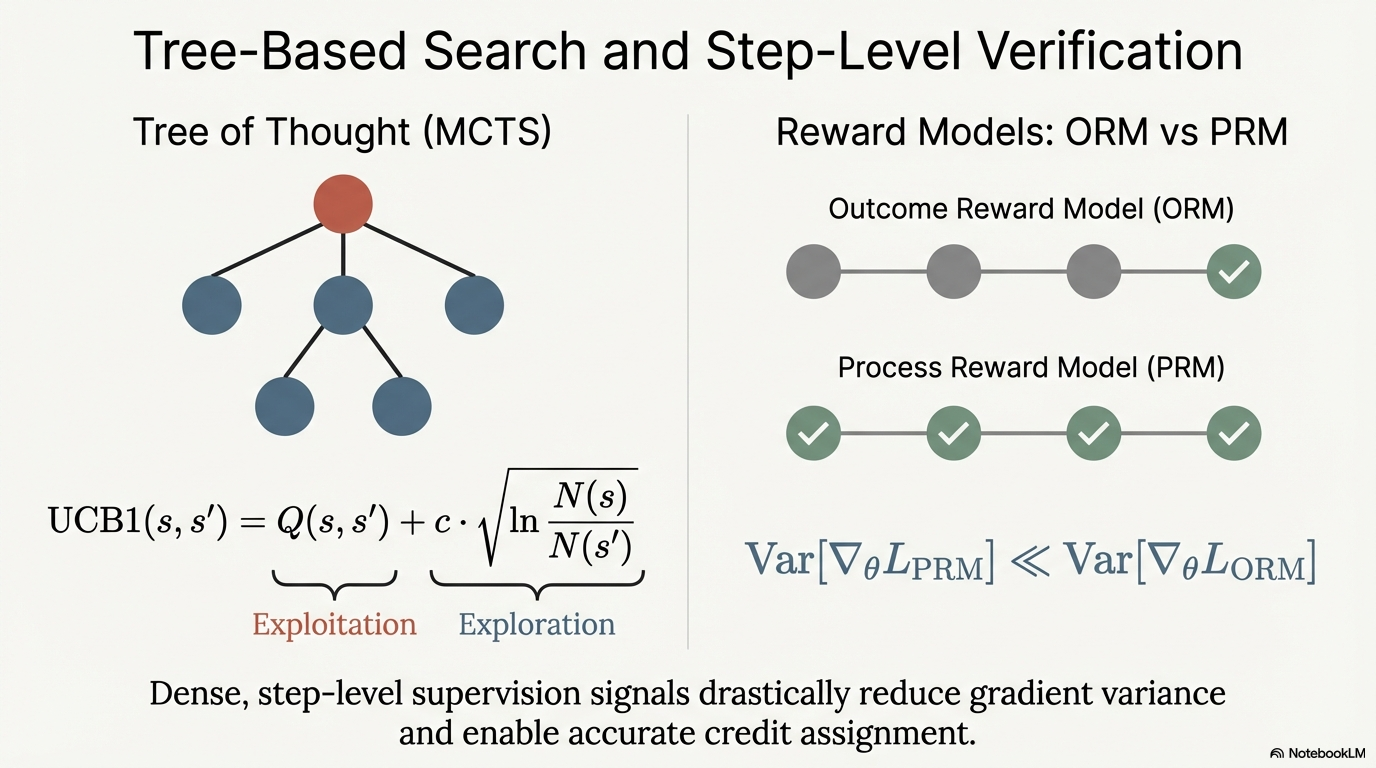 Tree-Based Search and Step-Level Verification
Tree of Thought (MCTS)
UCB1(s, s′) = Q(s, s′) + c · √(ln N(s)/N(s′))
Exploitation
Exploration
Reward Models: ORM vs PRM
Outcome Reward Model (ORM)
Process Reward Model (PRM)
Var[∇θLPRM] ≪ Var[∇θLORM]
Dense, step-level supervision signals drastically reduce gradient variance
and enable accurate credit assignment.
NotebookLM